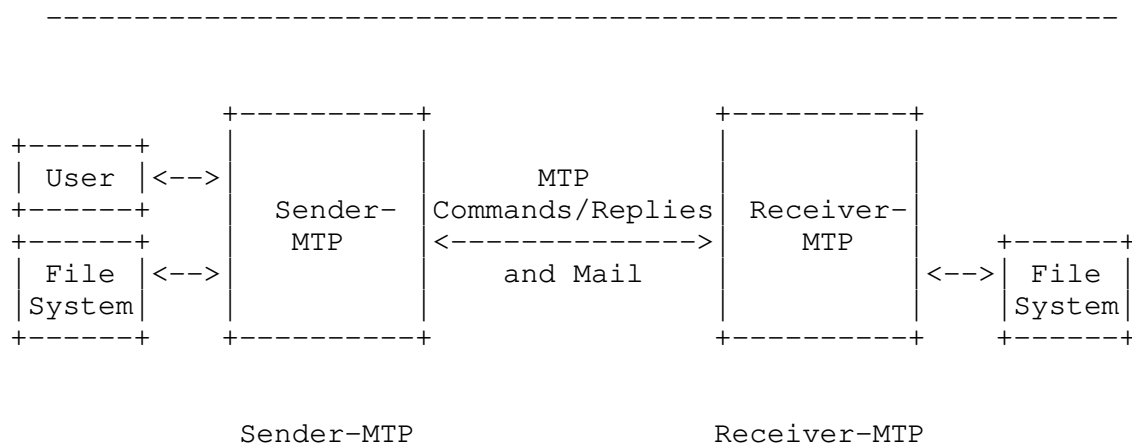 User <--> MTP
Sender- Commands/Replies Receiver-
MTP <--------------> MTP
File <--> and Mail <--> File
System System
Sender-MTP Receiver-MTP